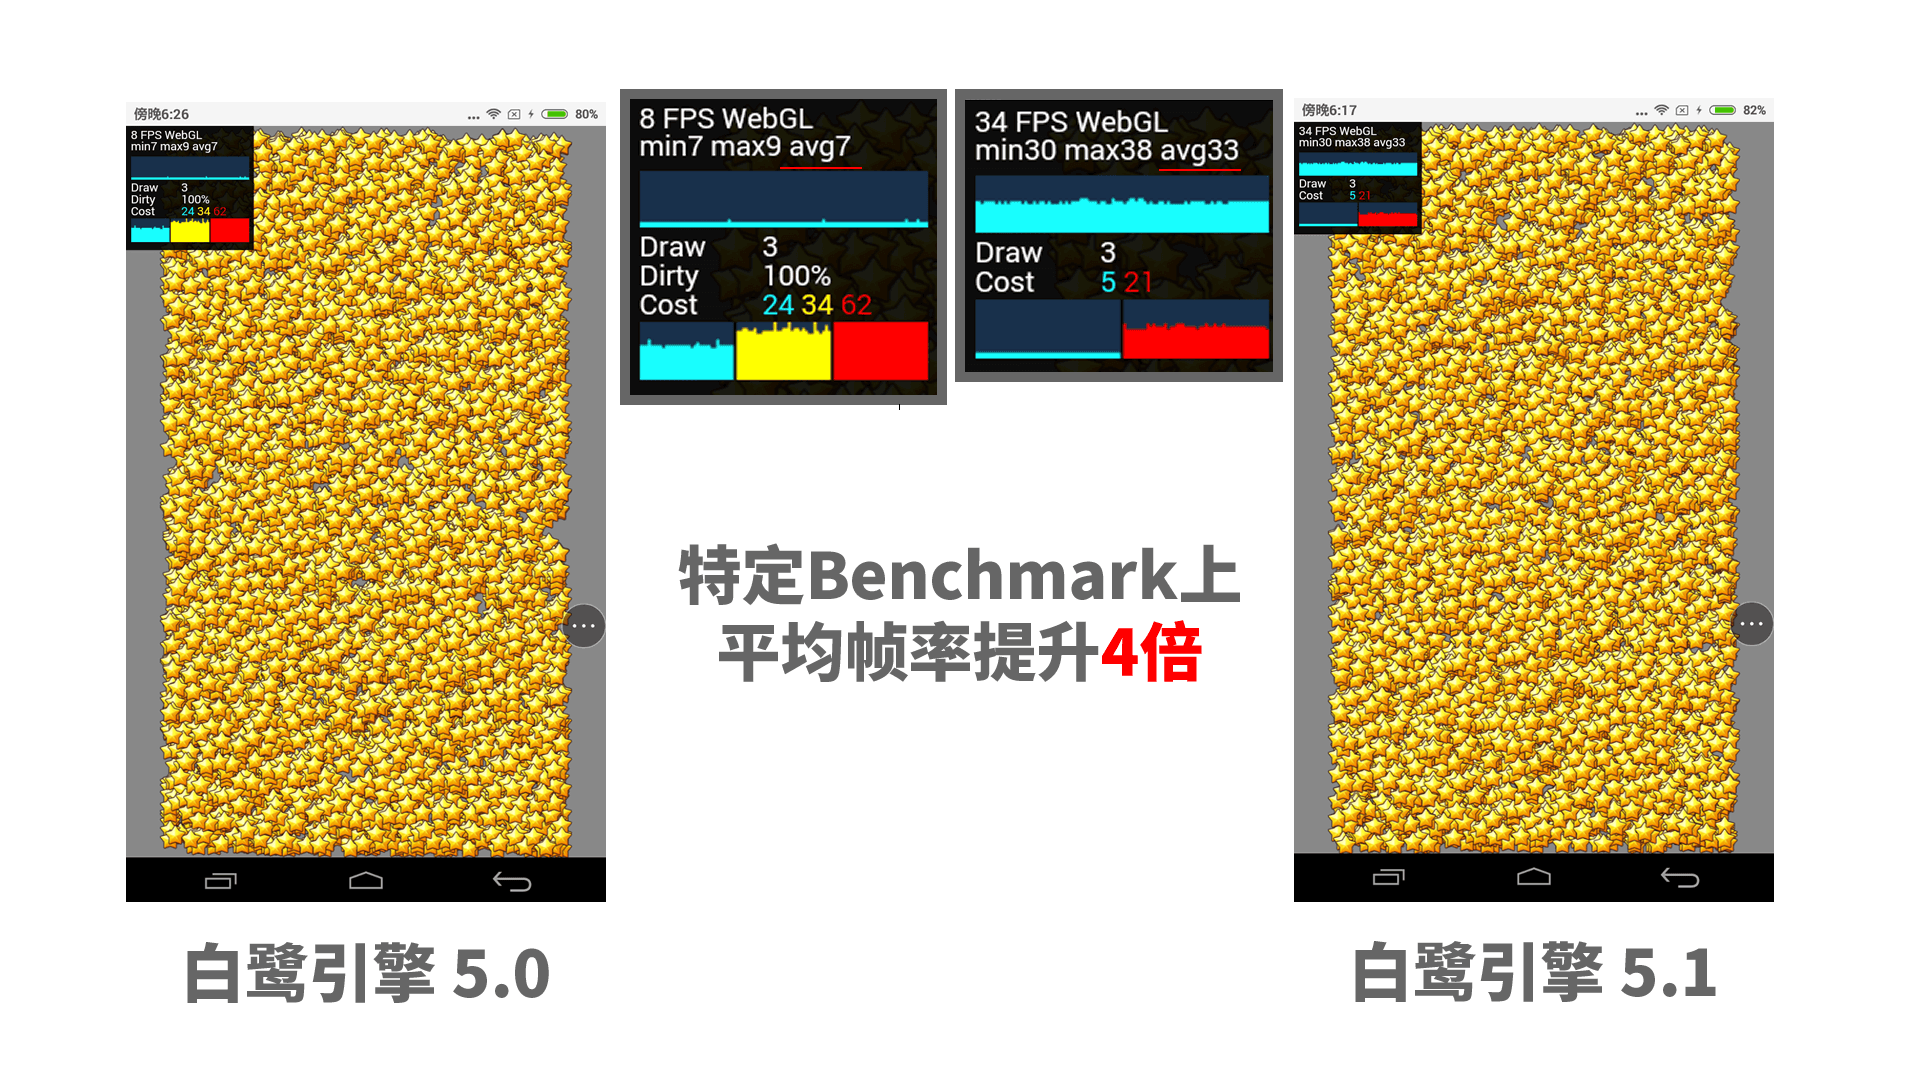 傍晚6:26
... 80%
8 FPS WebGL
min7 max9 avg7
Draw 3
Dirty 100%
Cost 24 34 62
8 FPS WebGL
min7 max9 avg7
Draw 3
Dirty 100%
Cost 24 34 62
34 FPS WebGL
min30 max38 avg33
Draw 3
Cost 5 21
傍晚6:17
... 82%
34 FPS WebGL
min30 max38 avg33
Draw 3
Cost 5 21
特定Benchmark上
平均帧率提升4倍
白鹭引擎 5.0
白鹭引擎 5.1